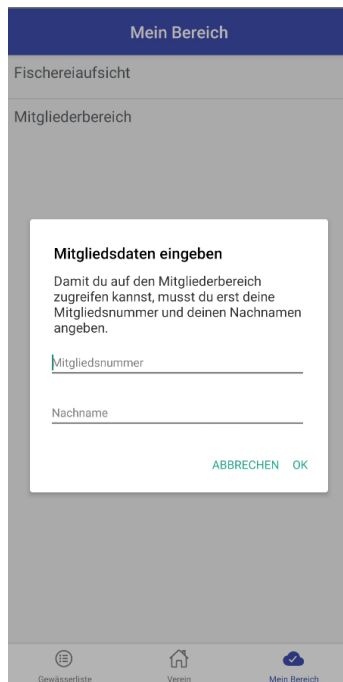 Mein Bereich
Fischereiaufsicht
Mitgliederbereich
Mitgliedsdaten eingeben
Damit du auf den Mitgliederbereich
zugreifen kannst, musst du erst deine
Mitgliedsnummer und deinen Nachnamen
angeben.
Mitgliedsnummer
Nachname
ABBRECHEN OK
Gewässerliste Verein Mein Bereich